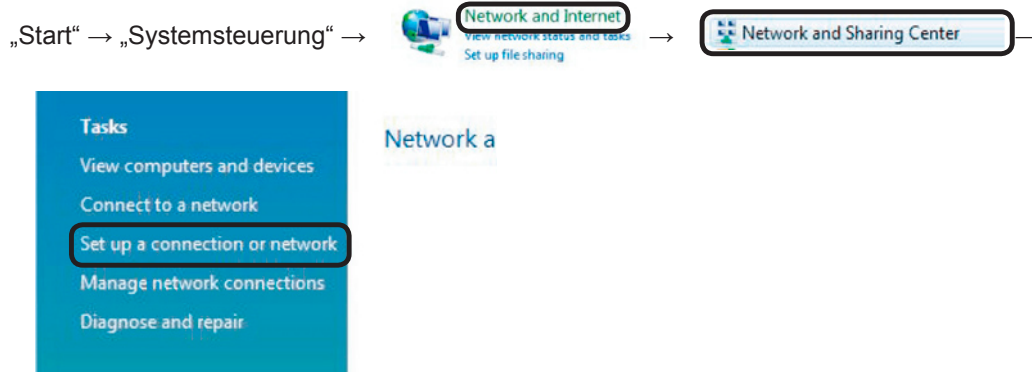 „Start“ → „Systemsteuerung“ → Network and Internet → Network and Sharing Center
View network status and tasks
Set up file sharing
Tasks
View computers and devices
Connect to a network
Set up a connection or network
Manage network connections
Diagnose and repair
Network a